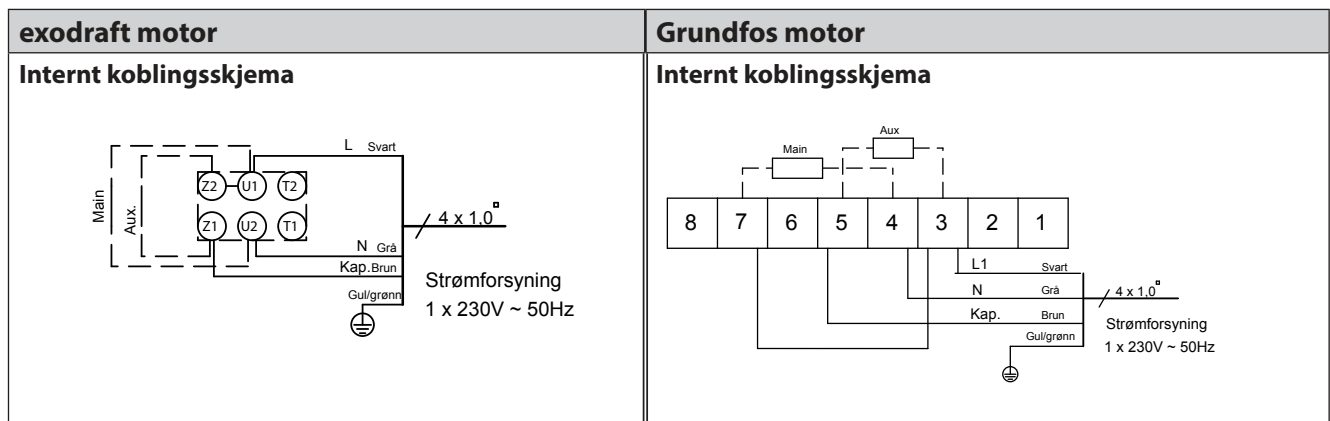 exodraft motor
Internt koblingsskjema
L Svart
Main
Aux.
Z2 U1 T2
Z1 U2 T1
4 x 1,0
N Grå
Kap. Brun
Gul/grønn
Strømforsyning
1 x 230V ~ 50Hz
Grundfos motor
Internt koblingsskjema
Aux
Main
8 7 6 5 4 3 2 1
L1 Svart
N Grå
4 x 1,0
Kap. Brun
Strømforsyning
Gul/grønn
1 x 230V ~ 50Hz